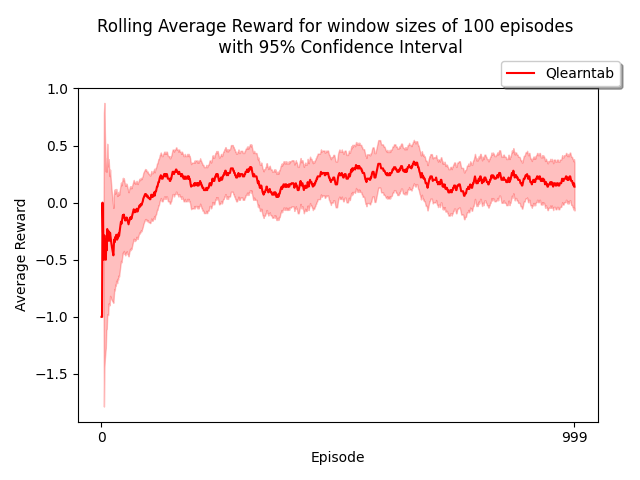 Rolling Average Reward for window sizes of 100 episodes
with 95% Confidence Interval
Qlearntab
1.0
0.5
0.0
−0.5
−1.0
−1.5
Average Reward
0
999
Episode